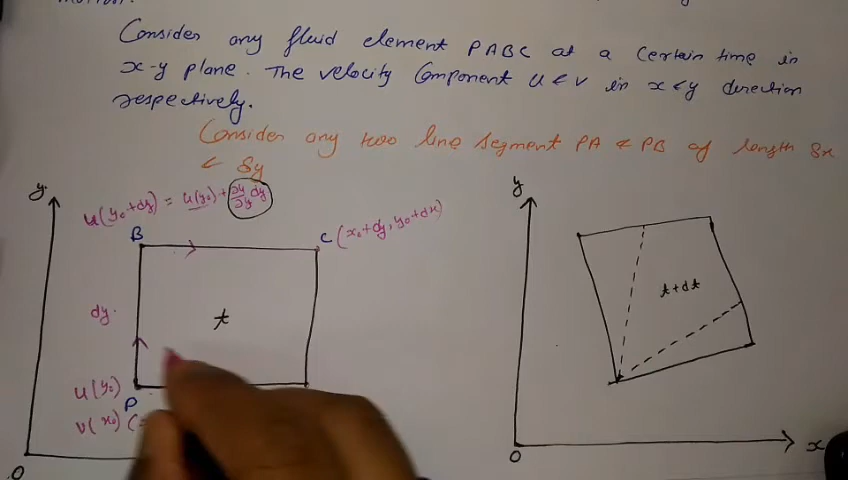 Consider any fluid element PABC at a certain time in
x-y plane. The velocity Component u & v in x & y direction
respectively.
Consider any two line segment PA & PB of length δx
& δy
y
u(y₀+dy) = u(y₀) + ∂u/∂y dy
B
C (x₀+dy, y₀+dx)
dy
t
u(y₀)
P
v(x₀)
O
y
t+dt
O
x